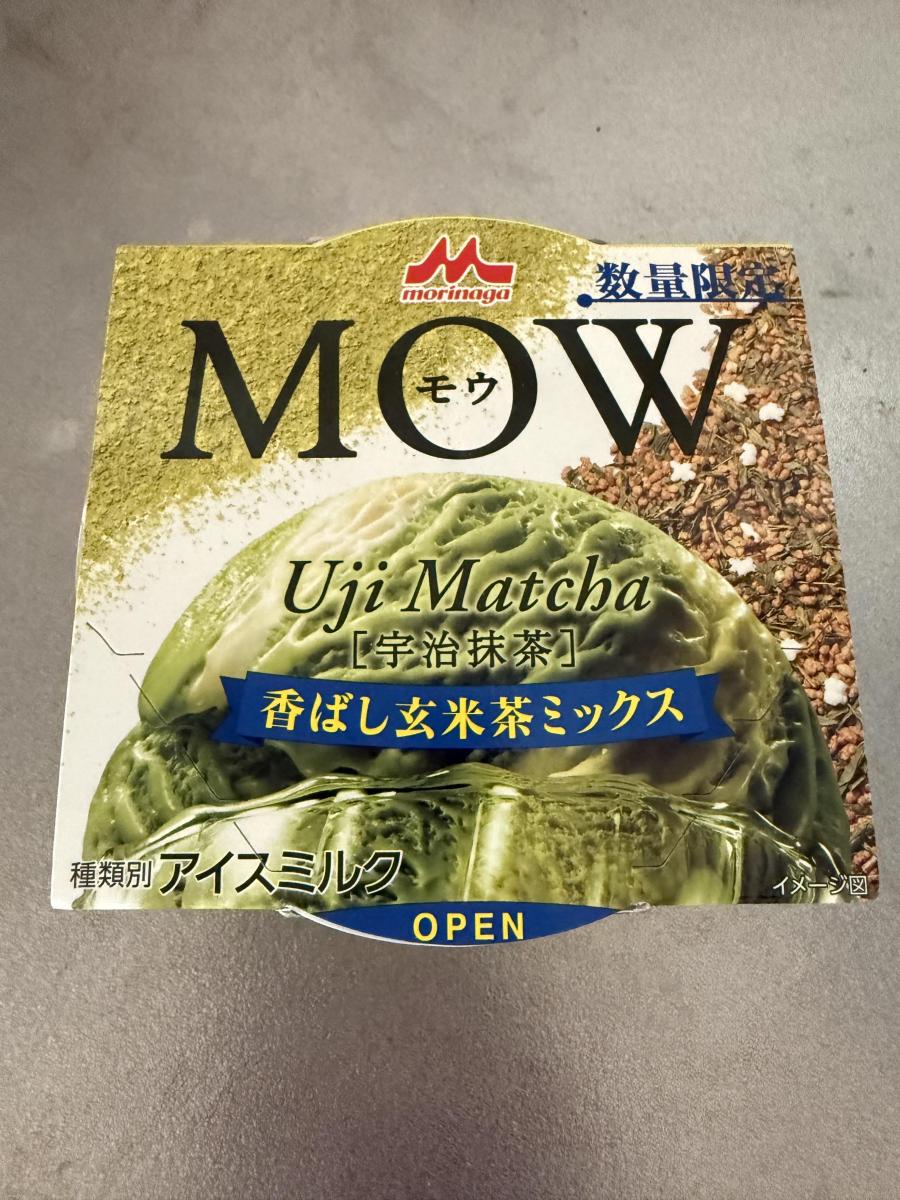 morinaga
数量限定
MOW
モウ
Uji Matcha
[宇治抹茶]
香ばし玄米茶ミックス
種類別 アイスミルク
イメージ図
OPEN